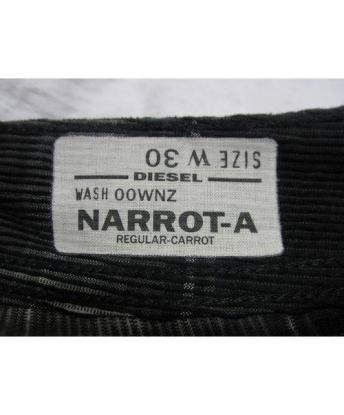 SIZE W 30
DIESEL
WASH OOWNZ
NARROT-A
REGULAR-CARROT